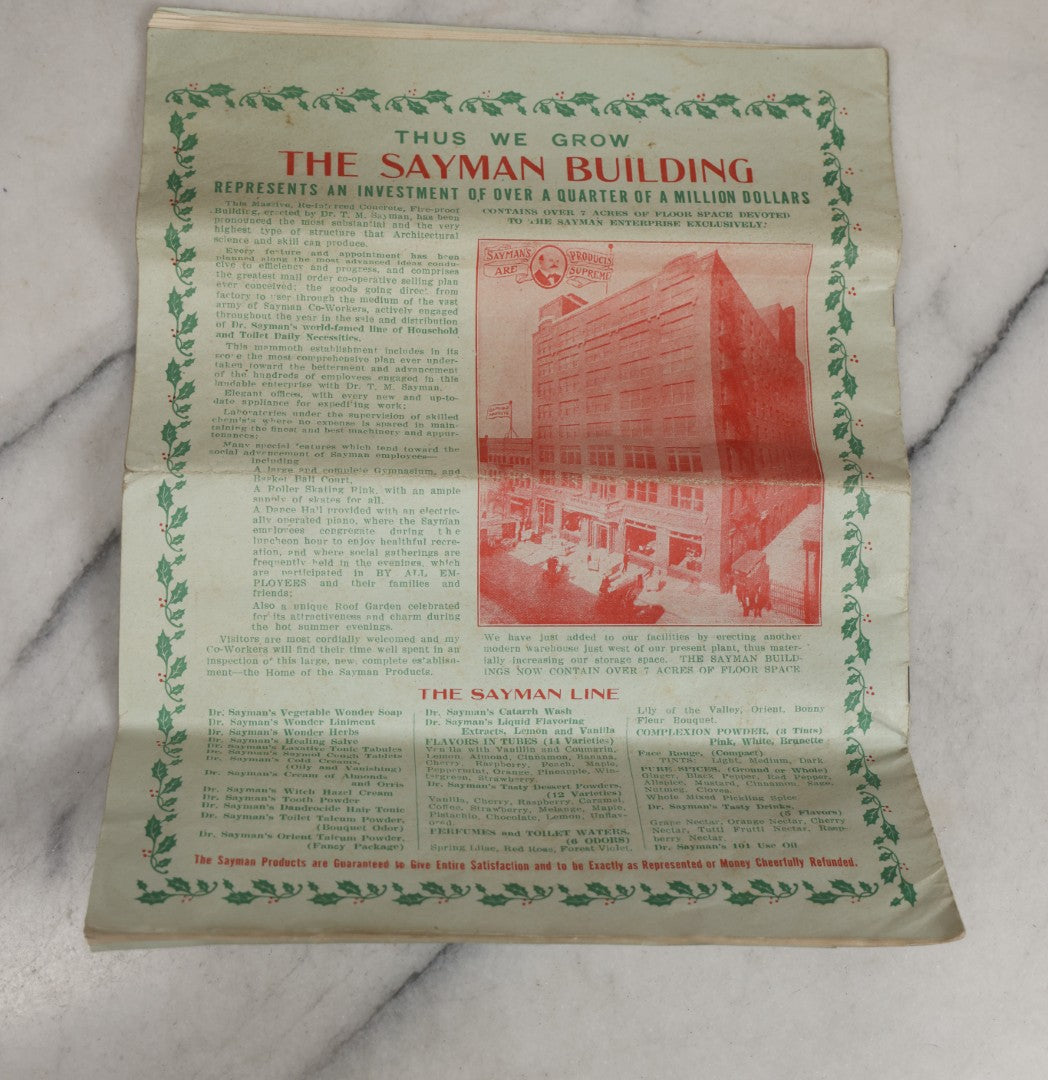 THUS WE GROW
THE SAYMAN BUILDING
REPRESENTS AN INVESTMENT OF OVER A QUARTER OF A MILLION DOLLARS
This Massive, Re-inforced Concrete, Fire-proof
Building, erected by Dr. T. M. Sayman, has been
pronounced the most substantial and the very
highest type of structure that Architectural
science and skill can produce.
Every feature and appointment has been
planned along the most advanced ideas condu-
cive to efficiency and progress, and comprises
the greatest mail order co-operative selling plan
ever conceived; the goods going direct from
factory to user through the medium of the vast
army of Sayman Co-Workers, actively engaged
throughout the year in the sale and distribution
of Dr. Sayman's world-famed line of Household
and Toilet Daily Necessities.
This mammoth establishment includes in its
scope the most comprehensive plan ever under-
taken toward the betterment and advancement
of the hundreds of employees engaged in this
laudable enterprise with Dr. T. M. Sayman.
Elegant offices, with every new and up-to-
date appliance for expediting work;
Laboratories under the supervision of skilled
chemists where no expense is spared in main-
taining the finest and best machinery and appur-
tenances;
Many special features which tend toward the
social advancement of Sayman employees—
including
A large and complete Gymnasium, and
Basket Ball Court,
A Roller Skating Rink, with an ample
supply of skates for all.
A Dance Hall provided with an electric-
ally operated piano, where the Sayman
employees congregate during the
luncheon hour to enjoy healthful recre-
ation, and where social gatherings are
frequently held in the evenings, which
are participated in BY ALL EM-
PLOYEES and their families and
friends;
Also a unique Roof Garden celebrated
for its attractiveness and charm during
the hot summer evenings.
Visitors are most cordially welcomed and my
Co-Workers will find their time well spent in an
inspection of this large, new, complete establish-
ment—the Home of the Sayman Products.
CONTAINS OVER 7 ACRES OF FLOOR SPACE DEVOTED
TO THE SAYMAN ENTERPRISE EXCLUSIVELY.
SAYMAN'S PRODUCTS
ARE SUPREME
We have just added to our facilities by erecting another
modern warehouse just west of our present plant, thus mater-
ially increasing our storage space. THE SAYMAN BUILD-
INGS NOW CONTAIN OVER 7 ACRES OF FLOOR SPACE
THE SAYMAN LINE
Dr. Sayman's Vegetable Wonder Soap
Dr. Sayman's Wonder Liniment
Dr. Sayman's Wonder Herbs
Dr. Sayman's Healing Salve
Dr. Sayman's Laxative Tonic Tabules
Dr. Sayman's Saymol Cough Tablets
Dr. Sayman's Cold Creams,
(Oily and Vanishing)
Dr. Sayman's Cream of Almonds
and Orris
Dr. Sayman's Witch Hazel Cream
Dr. Sayman's Tooth Powder
Dr. Sayman's Dandrocide Hair Tonic
Dr. Sayman's Toilet Talcum Powder,
(Bouquet Odor)
Dr. Sayman's Orient Talcum Powder,
(Fancy Package)
Dr. Sayman's Catarrh Wash
Dr. Sayman's Liquid Flavoring
Extracts, Lemon and Vanilla
FLAVORS IN TUBES (14 Varieties)
Vanilla with Vanillin and Coumarin,
Lemon, Almond, Cinnamon, Banana,
Cherry, Raspberry, Peach, Maple,
Peppermint, Orange, Pineapple, Win-
tergreen, Strawberry.
Dr. Sayman's Tasty Dessert Powders,
(12 Varieties)
Vanilla, Cherry, Raspberry, Caramel,
Coffee, Strawberry, Melange, Maple,
Pistachio, Chocolate, Lemon, Unflav-
ored.
PERFUMES and TOILET WATERS,
(6 ODORS)
Spring Lilac, Red Rose, Forest Violet,
Lily of the Valley, Orient, Bonny
Fleur Bouquet.
COMPLEXION POWDER, (3 Tints)
Pink, White, Brunette
Face Rouge, (Compact).
TINTS: Light, Medium, Dark.
PURE SPICES, (Ground or Whole)
Ginger, Black Pepper, Red Pepper,
Allspice, Mustard, Cinnamon, Sage,
Nutmeg, Cloves.
Whole Mixed Pickling Spice.
Dr. Sayman's Tasty Drinks,
(5 Flavors)
Grape Nectar, Orange Nectar, Cherry
Nectar, Tutti Frutti Nectar, Rasp-
berry Nectar.
Dr. Sayman's 101 Use Oil
The Sayman Products are Guaranteed to Give Entire Satisfaction and to be Exactly as Represented or Money Cheerfully Refunded.